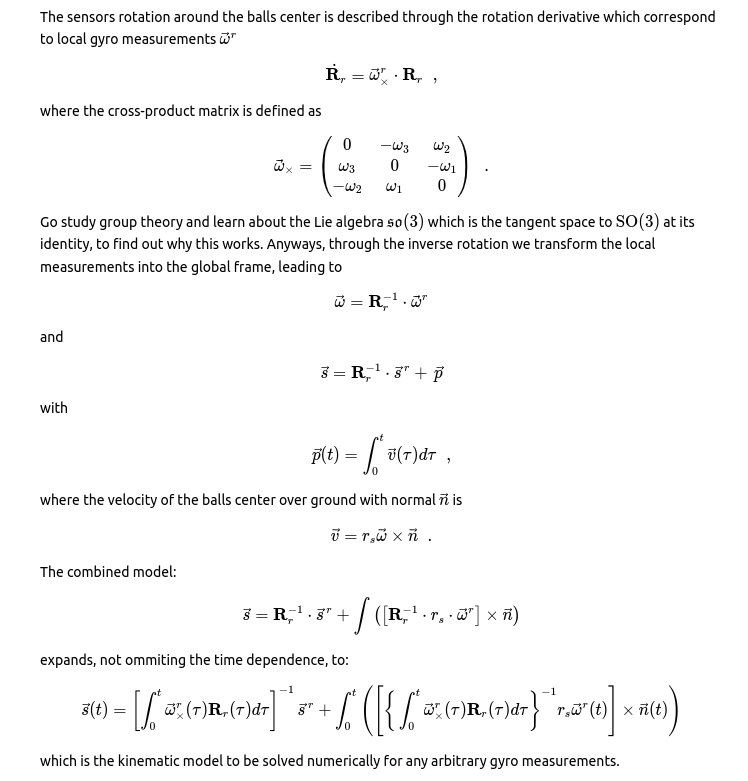 The sensors rotation around the balls center is described through the rotation derivative which correspond
to local gyro measurements $\vec{\omega}^r$
$\dot{\mathbf{R}}_r = \vec{\omega}^r_\times \cdot \mathbf{R}_r \;\; ,$
where the cross-product matrix is defined as
$\vec{\omega}_\times = \begin{pmatrix} 0 & -\omega_3 & \omega_2 \\ \omega_3 & 0 & -\omega_1 \\ -\omega_2 & \omega_1 & 0 \end{pmatrix} \;\; .$
Go study group theory and learn about the Lie algebra $\mathfrak{so}(3)$ which is the tangent space to $\mathrm{SO}(3)$ at its
identity, to find out why this works. Anyways, through the inverse rotation we transform the local
measurements into the global frame, leading to
$\vec{\omega} = \mathbf{R}_r^{-1} \cdot \vec{\omega}^r$
and
$\vec{s} = \mathbf{R}_r^{-1} \cdot \vec{s}^r + \vec{p}$
with
$\vec{p}(t) = \int_0^t \vec{v}(\tau) d\tau \;\; ,$
where the velocity of the balls center over ground with normal $\vec{n}$ is
$\vec{v} = r_s \vec{\omega} \times \vec{n} \;\; .$
The combined model:
$\vec{s} = \mathbf{R}_r^{-1} \cdot \vec{s}^r + \int \left( [\mathbf{R}_r^{-1} \cdot r_s \cdot \vec{\omega}^r] \times \vec{n} \right)$
expands, not ommiting the time dependence, to:
$\vec{s}(t) = \left[ \int_0^t \vec{\omega}^r_\times(\tau) \mathbf{R}_r(\tau) d\tau \right]^{-1} \vec{s}^r + \int_0^t \left( \left[ \left\{ \int_0^t \vec{\omega}^r_\times(\tau) \mathbf{R}_r(\tau) d\tau \right\}^{-1} r_s \vec{\omega}^r(t) \right] \times \vec{n}(t) \right)$
which is the kinematic model to be solved numerically for any arbitrary gyro measurements.